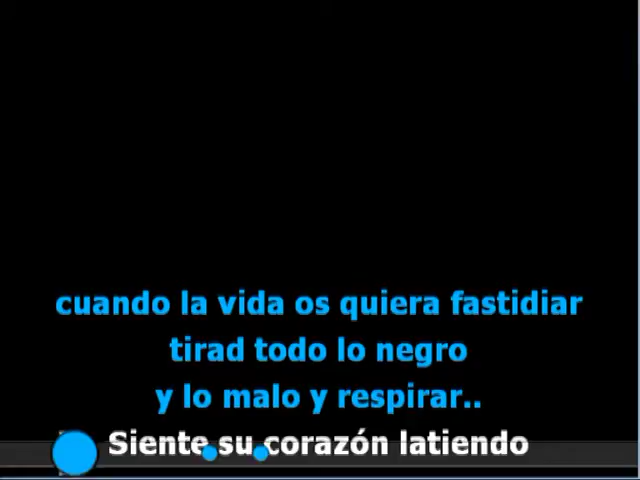 cuando la vida os quiera fastidiar
tirad todo lo negro
y lo malo y respirar..
Siente su corazón latiendo